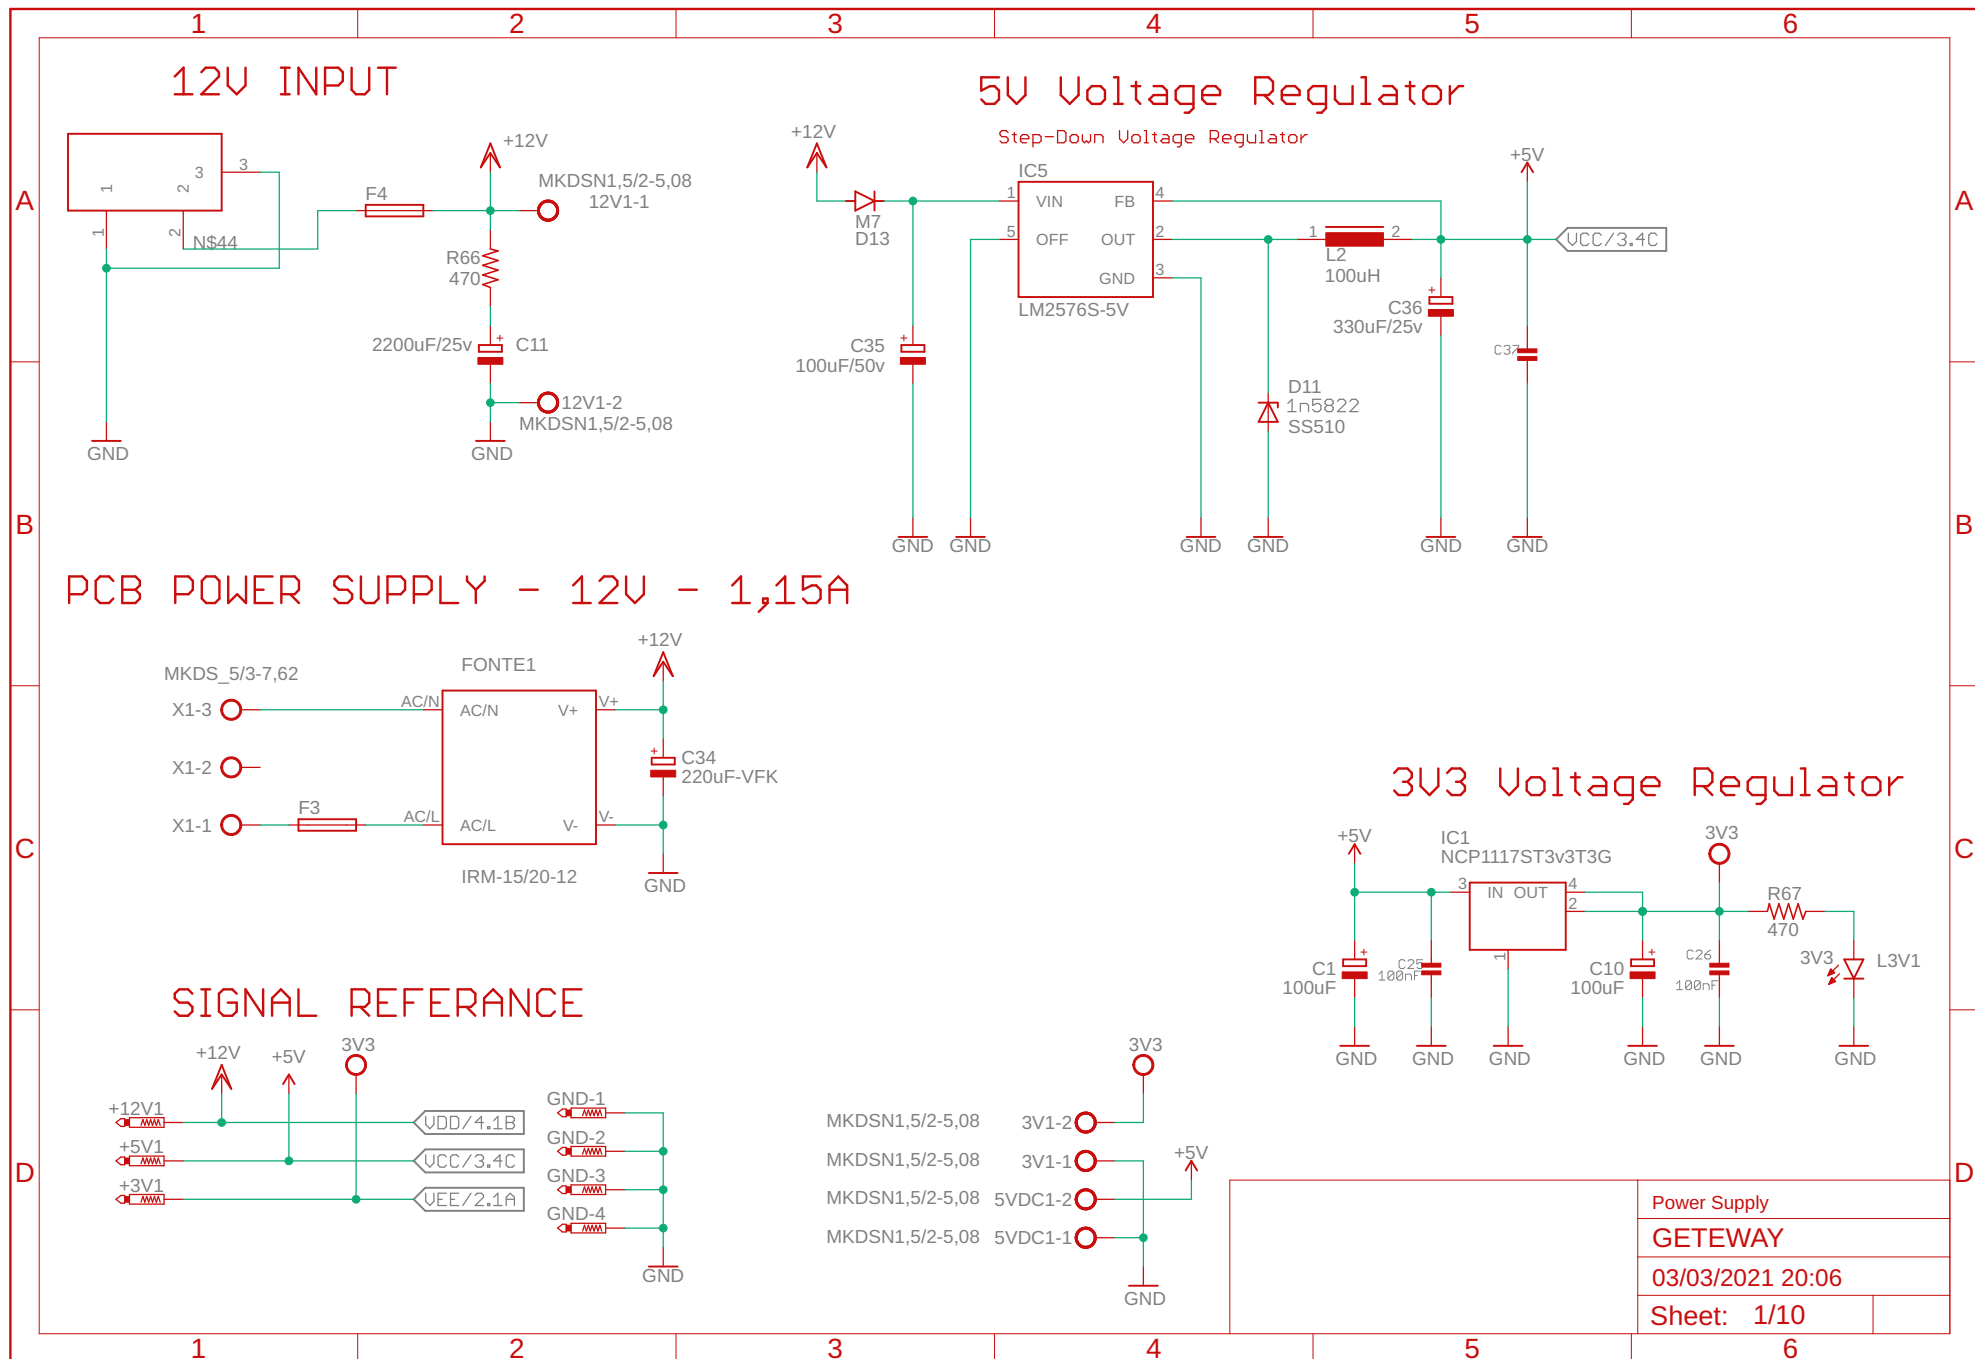 1 2 3 4 5 6
A
B
C
D
12V INPUT
1
2
3
3
1
2
N$44
F4
+12V
MKDSN1,5/2-5,08
12V1-1
R66
470
2200uF/25v
C11
12V1-2
MKDSN1,5/2-5,08
GND
GND
5V Voltage Regulator
Step-Down Voltage Regulator
+12V
M7
D13
IC5
1
VIN
FB
4
5
OFF
OUT
2
GND
3
LM2576S-5V
C35
100uF/50v
D11
1n5822
SS510
1
2
L2
100uH
C36
330uF/25v
+5V
VCC/3.4C
C37
GND
GND
GND
GND
GND
GND
PCB POWER SUPPLY - 12V - 1,15A
MKDS_5/3-7,62
X1-3
X1-2
X1-1
F3
FONTE1
AC/N
AC/N
V+
V+
AC/L
AC/L
V-
V-
IRM-15/20-12
+12V
C34
220uF-VFK
GND
3V3 Voltage Regulator
+5V
IC1
NCP1117ST3v3T3G
3
IN OUT
4
2
1
3V3
R67
470
C1
100uF
C25
100nF
C10
100uF
C26
100nF
3V3
L3V1
GND
GND
GND
GND
GND
GND
SIGNAL REFERANCE
+12V
+5V
3V3
+12V1
VDD/4.1B
+5V1
VCC/3.4C
+3V1
VEE/2.1A
GND-1
GND-2
GND-3
GND-4
GND
3V3
MKDSN1,5/2-5,08 3V1-2
MKDSN1,5/2-5,08 3V1-1
+5V
MKDSN1,5/2-5,08 5VDC1-2
MKDSN1,5/2-5,08 5VDC1-1
GND
Power Supply
GETEWAY
03/03/2021 20:06
Sheet: 1/10
A
B
C
D
1 2 3 4 5 6